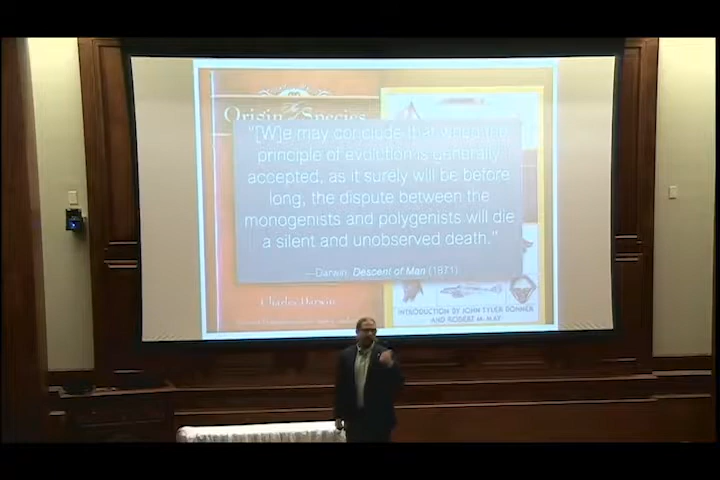 The
Origin of Species
"[W]e may conclude that when the
principle of evolution is generally
accepted, as it surely will be before
long, the dispute between the
monogenists and polygenists will die
a silent and unobserved death."
—Darwin, Descent of Man (1871)
Charles Darwin
INTRODUCTION BY JOHN TYLER BONNER
AND ROBERT M. MAY